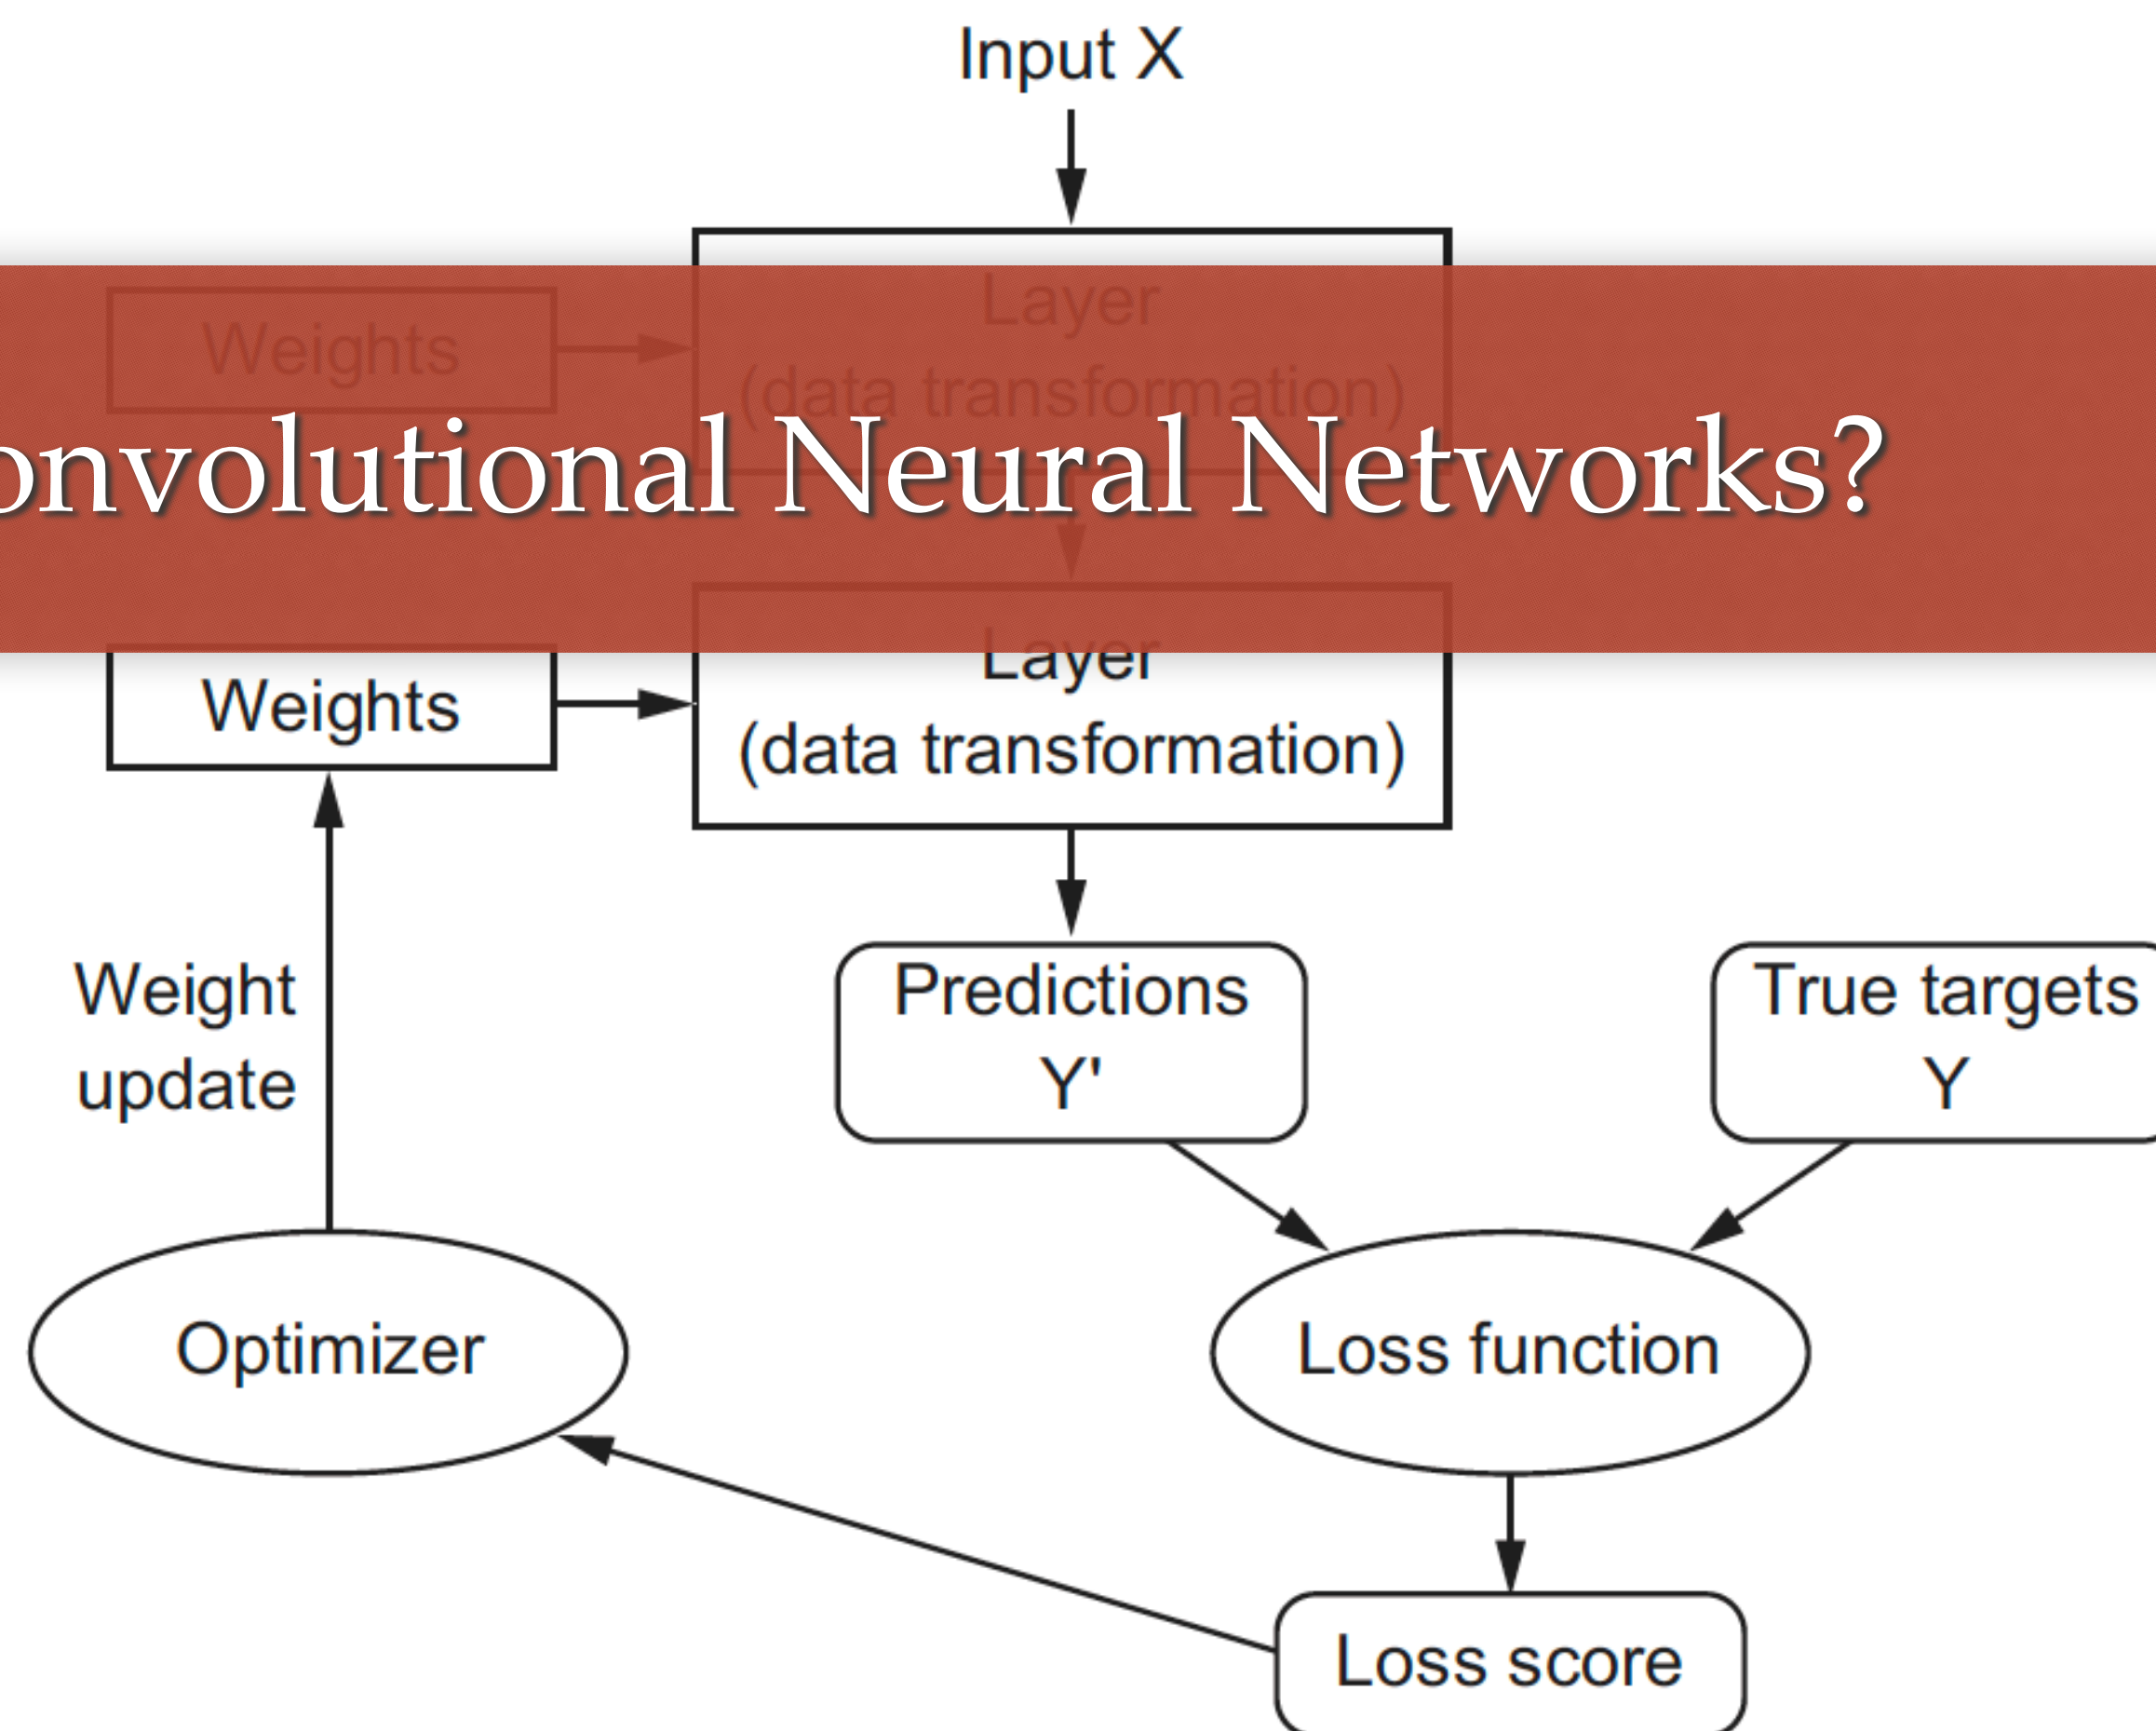 Input X
Layer
Weights
(data transformation)
onvolutional Neural Networks?
Layer
Weights
(data transformation)
Weight
update
Predictions
Y'
True targets
Y
Optimizer
Loss function
Loss score